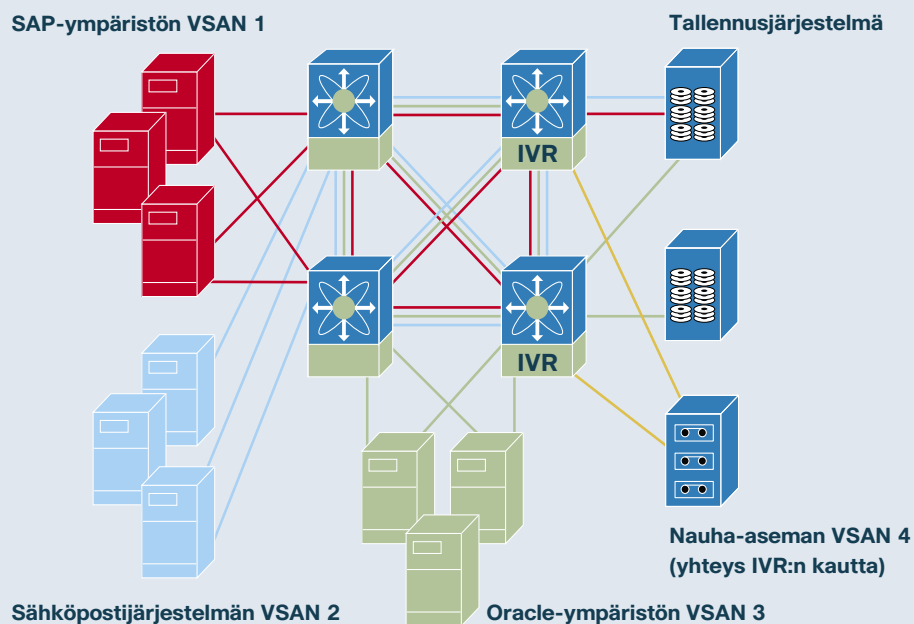 SAP-ympäristön VSAN 1
Tallennusjärjestelmä
IVR
IVR
Nauha-aseman VSAN 4
(yhteys IVR:n kautta)
Sähköpostijärjestelmän VSAN 2
Oracle-ympäristön VSAN 3